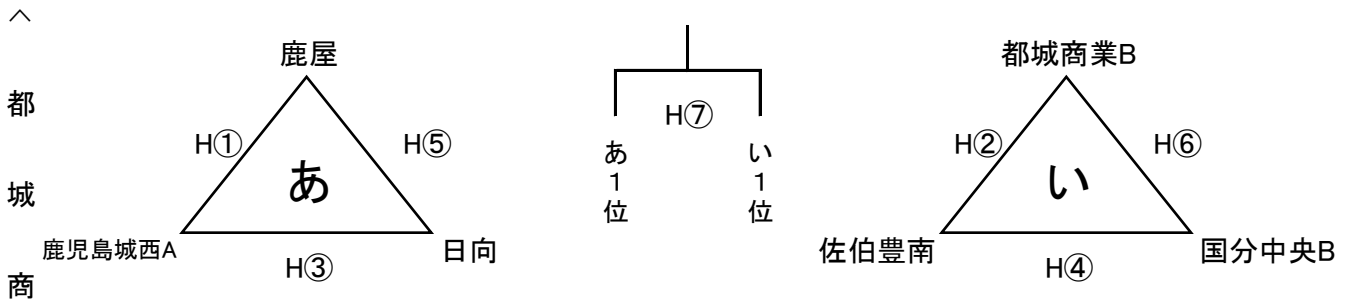 へ
都
城
商
鹿屋
H①
H⑤
あ
鹿児島城西A
日向
H③
H⑦
あ1位
い1位
都城商業B
H②
H⑥
い
佐伯豊南
国分中央B
H④